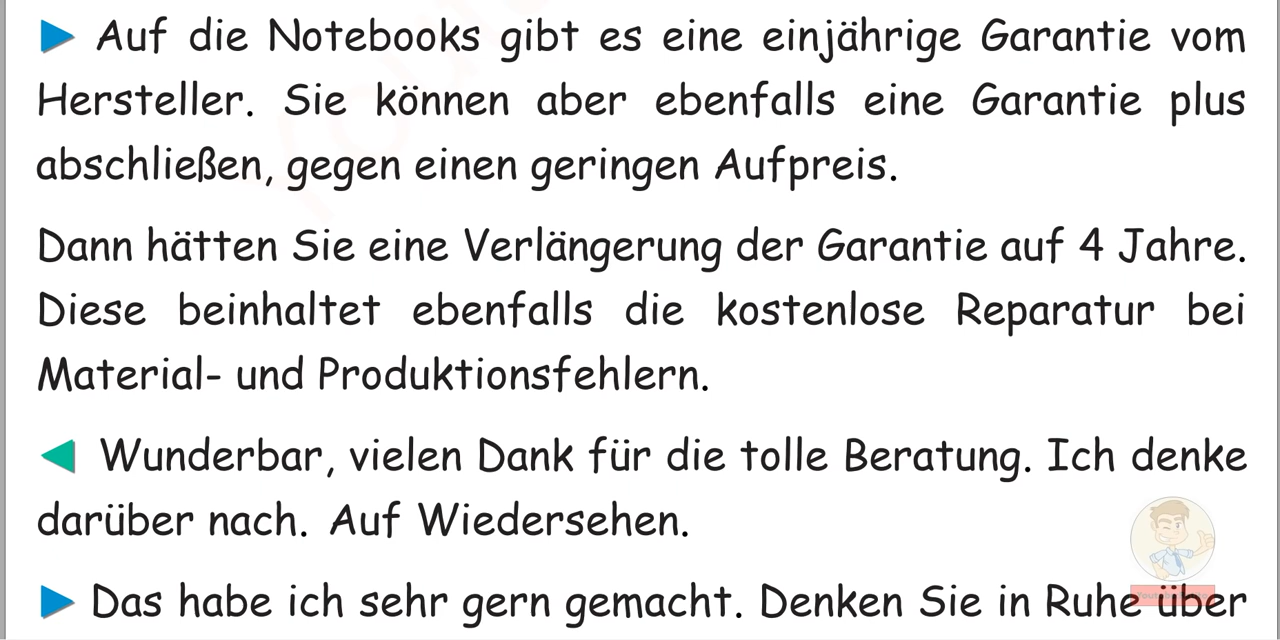 ▶ Auf die Notebooks gibt es eine einjährige Garantie vom
Hersteller. Sie können aber ebenfalls eine Garantie plus
abschließen, gegen einen geringen Aufpreis.
Dann hätten Sie eine Verlängerung der Garantie auf 4 Jahre.
Diese beinhaltet ebenfalls die kostenlose Reparatur bei
Material- und Produktionsfehlern.
◀ Wunderbar, vielen Dank für die tolle Beratung. Ich denke
darüber nach. Auf Wiedersehen.
▶ Das habe ich sehr gern gemacht. Denken Sie in Ruhe über